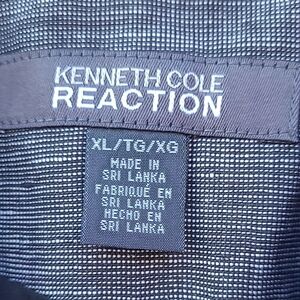 KENNETH COLE
REACTION
XL/TG/XG
MADE IN
SRI LANKA
FABRIQUÉ EN
SRI LANKA
HECHO EN
SRI LANKA